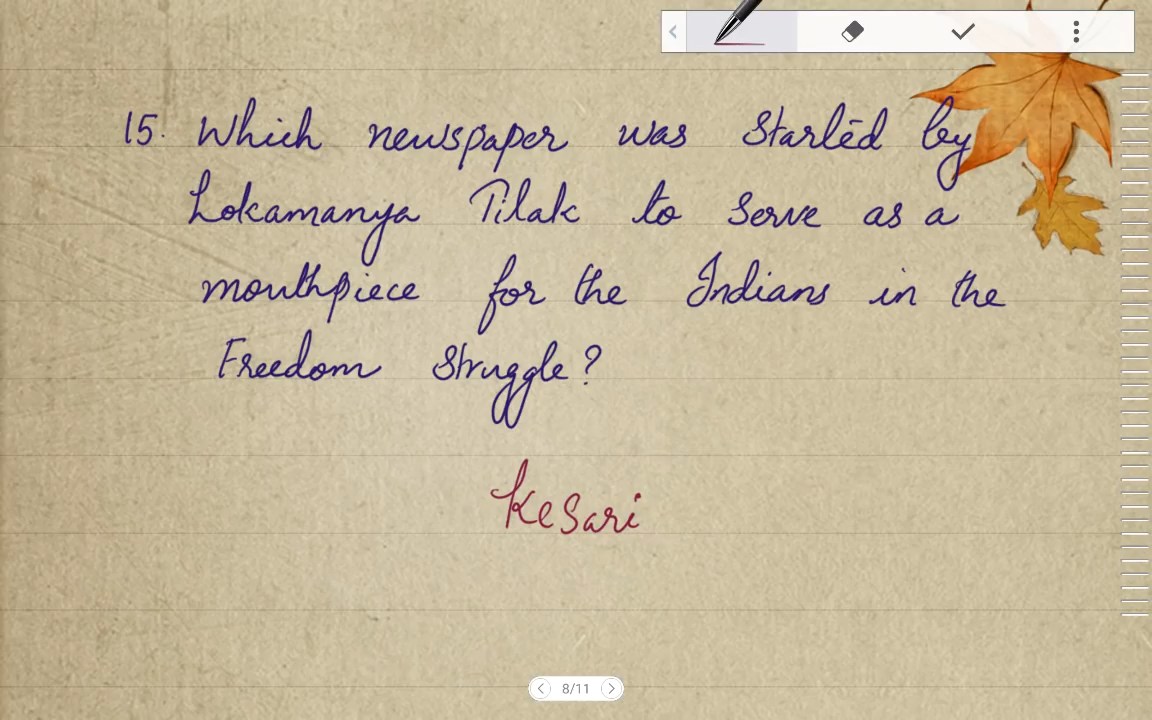 15. Which newspaper was Started by
Lokamanya Tilak to Serve as a
mouthpiece for the Indians in the
Freedom Struggle?
Kesari
8/11